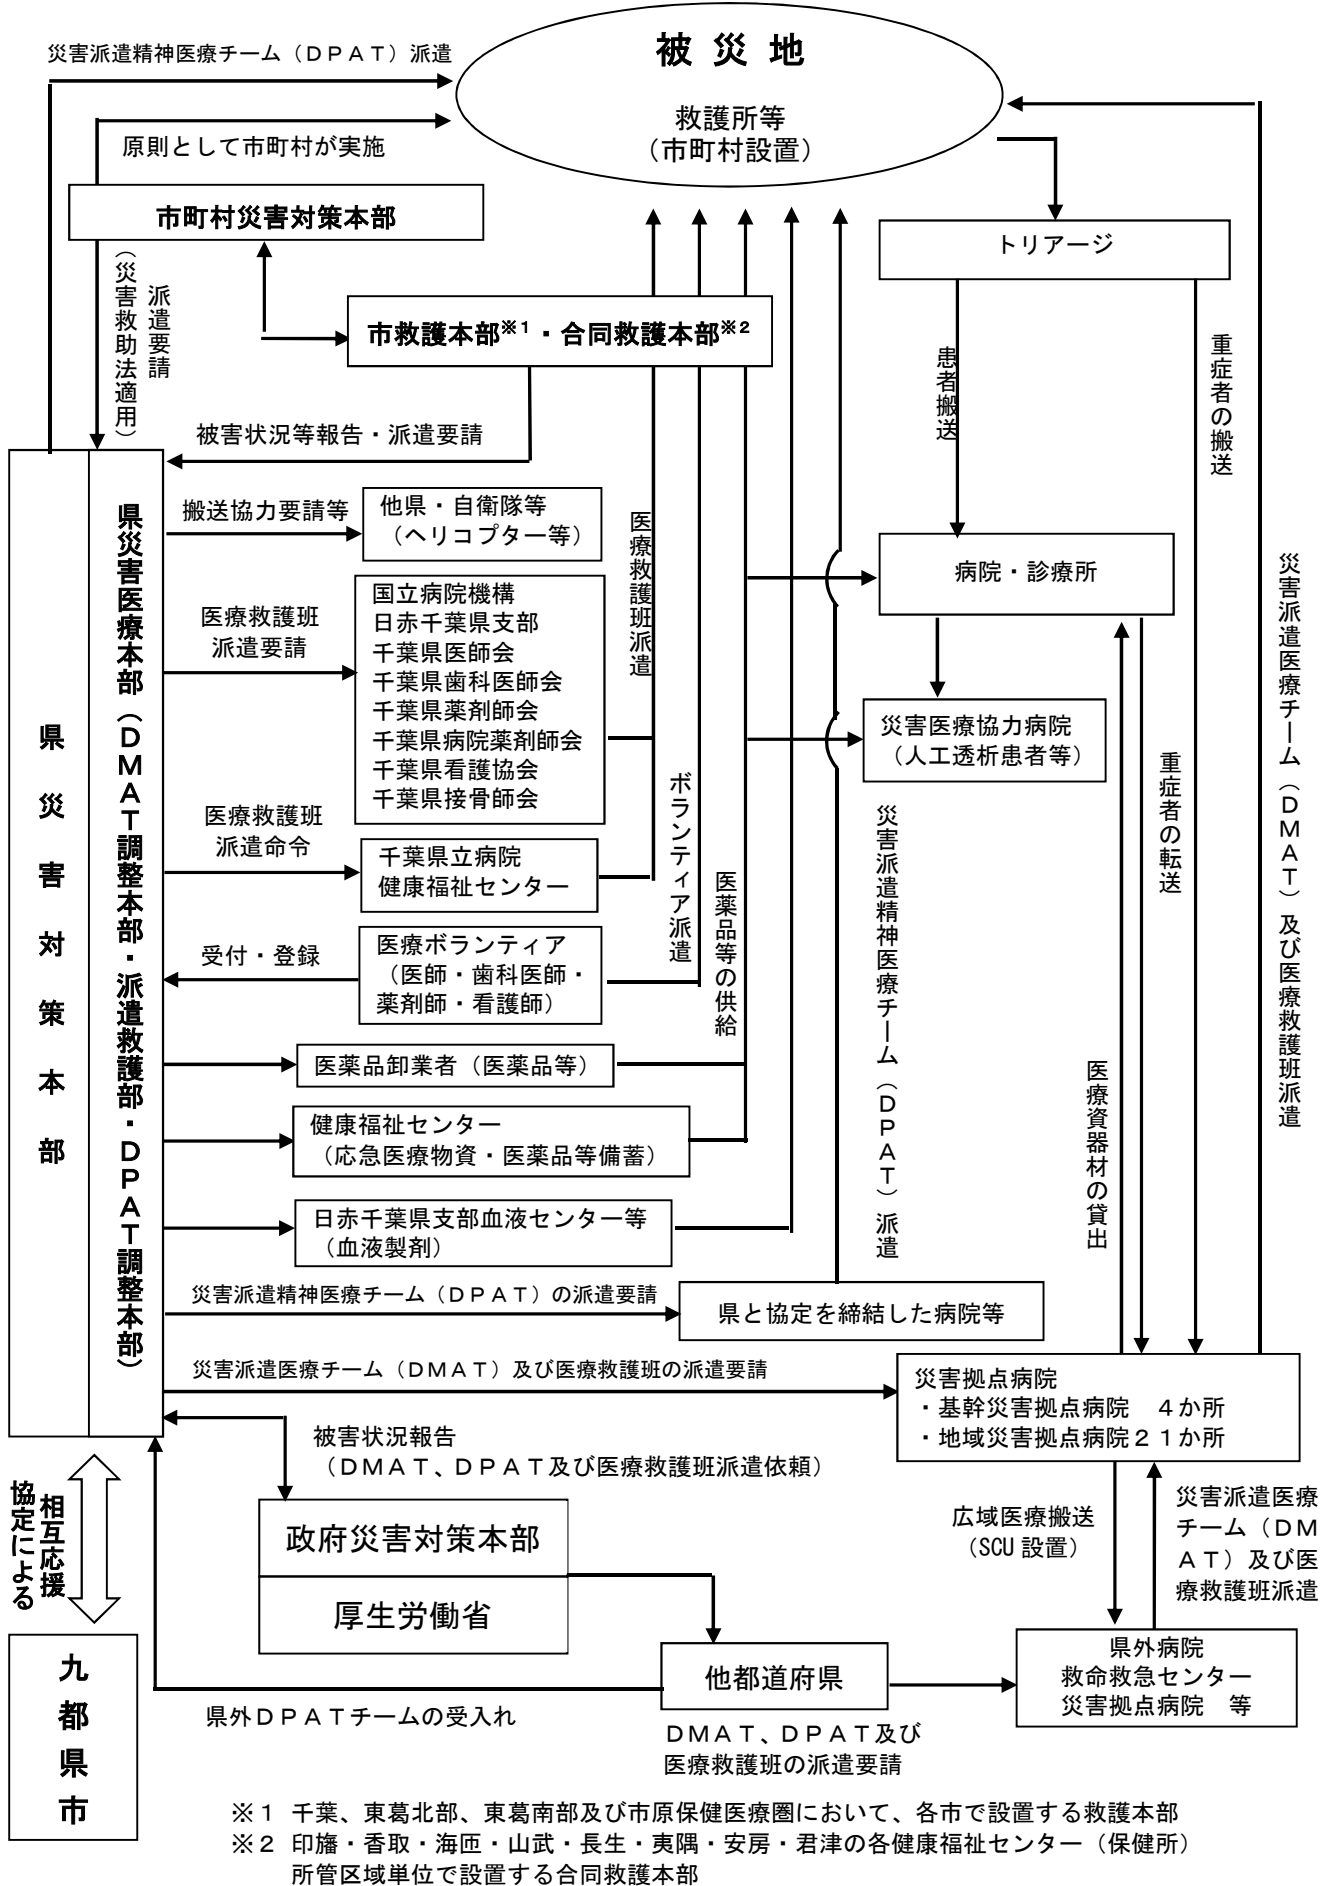 災害派遣精神医療チーム（ＤＰＡＴ）派遣
被 災 地
救護所等
（市町村設置）
原則として市町村が実施
市町村災害対策本部
トリアージ
派遣要請
（災害救助法適用）
市救護本部※1・合同救護本部※2
患者搬送
重症者の搬送
被害状況等報告・派遣要請
県災害対策本部
県災害医療本部（ＤＭＡＴ調整本部・派遣救護部・ＤＰＡＴ調整本部）
搬送協力要請等
他県・自衛隊等
（ヘリコプター等）
医療救護班派遣
病院・診療所
災害派遣医療チーム（ＤＭＡＴ）及び医療救護班派遣
医療救護班
派遣要請
国立病院機構
日赤千葉県支部
千葉県医師会
千葉県歯科医師会
千葉県薬剤師会
千葉県病院薬剤師会
千葉県看護協会
千葉県接骨師会
災害医療協力病院
（人工透析患者等）
ボランティア派遣
重症者の転送
医療救護班
派遣命令
千葉県立病院
健康福祉センター
医薬品等の供給
災害派遣精神医療チーム（ＤＰＡＴ）派遣
受付・登録
医療ボランティア
（医師・歯科医師・
薬剤師・看護師）
医薬品卸業者（医薬品等）
医療資器材の貸出
健康福祉センター
（応急医療物資・医薬品等備蓄）
日赤千葉県支部血液センター等
（血液製剤）
災害派遣精神医療チーム（ＤＰＡＴ）の派遣要請
県と協定を締結した病院等
災害派遣医療チーム（ＤＭＡＴ）及び医療救護班の派遣要請
災害拠点病院
・基幹災害拠点病院　４か所
・地域災害拠点病院２１か所
被害状況報告
（ＤＭＡＴ、ＤＰＡＴ及び医療救護班派遣依頼）
相互応援
協定による
政府災害対策本部
厚生労働省
広域医療搬送
（SCU 設置）
災害派遣医療
チーム（ＤＭ
ＡＴ）及び医
療救護班派遣
九都県市
他都道府県
県外病院
救命救急センター
災害拠点病院　等
県外ＤＰＡＴチームの受入れ
ＤＭＡＴ、ＤＰＡＴ及び
医療救護班の派遣要請
※１ 千葉、東葛北部、東葛南部及び市原保健医療圏において、各市で設置する救護本部
※２ 印旛・香取・海匝・山武・長生・夷隅・安房・君津の各健康福祉センター（保健所）
所管区域単位で設置する合同救護本部